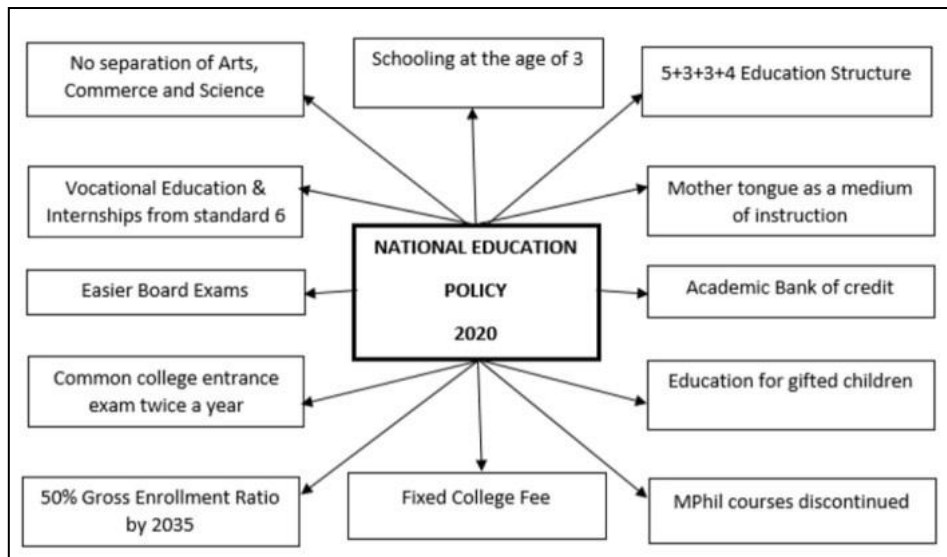 No separation of Arts,
Commerce and Science
Schooling at the age of 3
5+3+3+4 Education Structure
Vocational Education &
Internships from standard 6
Mother tongue as a medium
of instruction
NATIONAL EDUCATION
POLICY
2020
Easier Board Exams
Academic Bank of credit
Common college entrance
exam twice a year
Education for gifted children
50% Gross Enrollment Ratio
by 2035
Fixed College Fee
MPhil courses discontinued